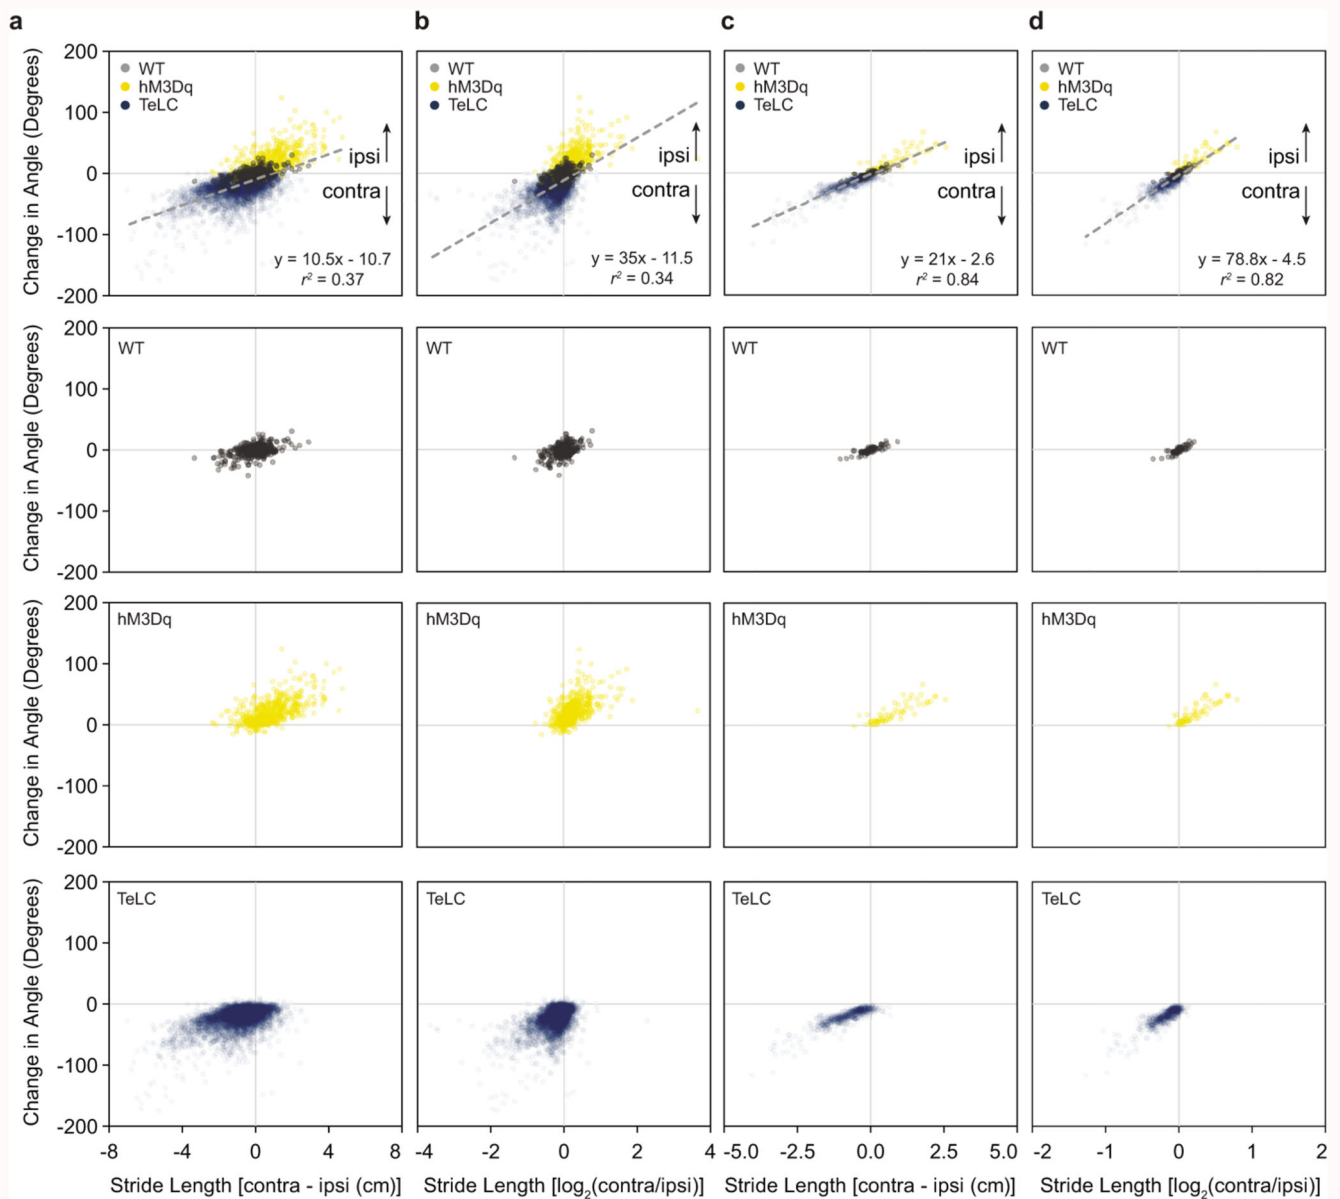 a
b
c
d
Change in Angle (Degrees)
200
100
0
-100
-200
WT
hM3Dq
TeLC
ipsi
contra
y = 10.5x - 10.7
r² = 0.37
WT
hM3Dq
TeLC
ipsi
contra
y = 35x - 11.5
r² = 0.34
WT
hM3Dq
TeLC
ipsi
contra
y = 21x - 2.6
r² = 0.84
WT
hM3Dq
TeLC
ipsi
contra
y = 78.8x - 4.5
r² = 0.82
Change in Angle (Degrees)
200
100
0
-100
-200
WT
WT
WT
WT
Change in Angle (Degrees)
200
100
0
-100
-200
hM3Dq
hM3Dq
hM3Dq
hM3Dq
Change in Angle (Degrees)
200
100
0
-100
-200
TeLC
TeLC
TeLC
TeLC
-8 -4 0 4 8
-4 -2 0 2 4
-5.0 -2.5 0.0 2.5 5.0
-2 -1 0 1 2
Stride Length [contra - ipsi (cm)]
Stride Length [log₂(contra/ipsi)]
Stride Length [contra - ipsi (cm)]
Stride Length [log₂(contra/ipsi)]